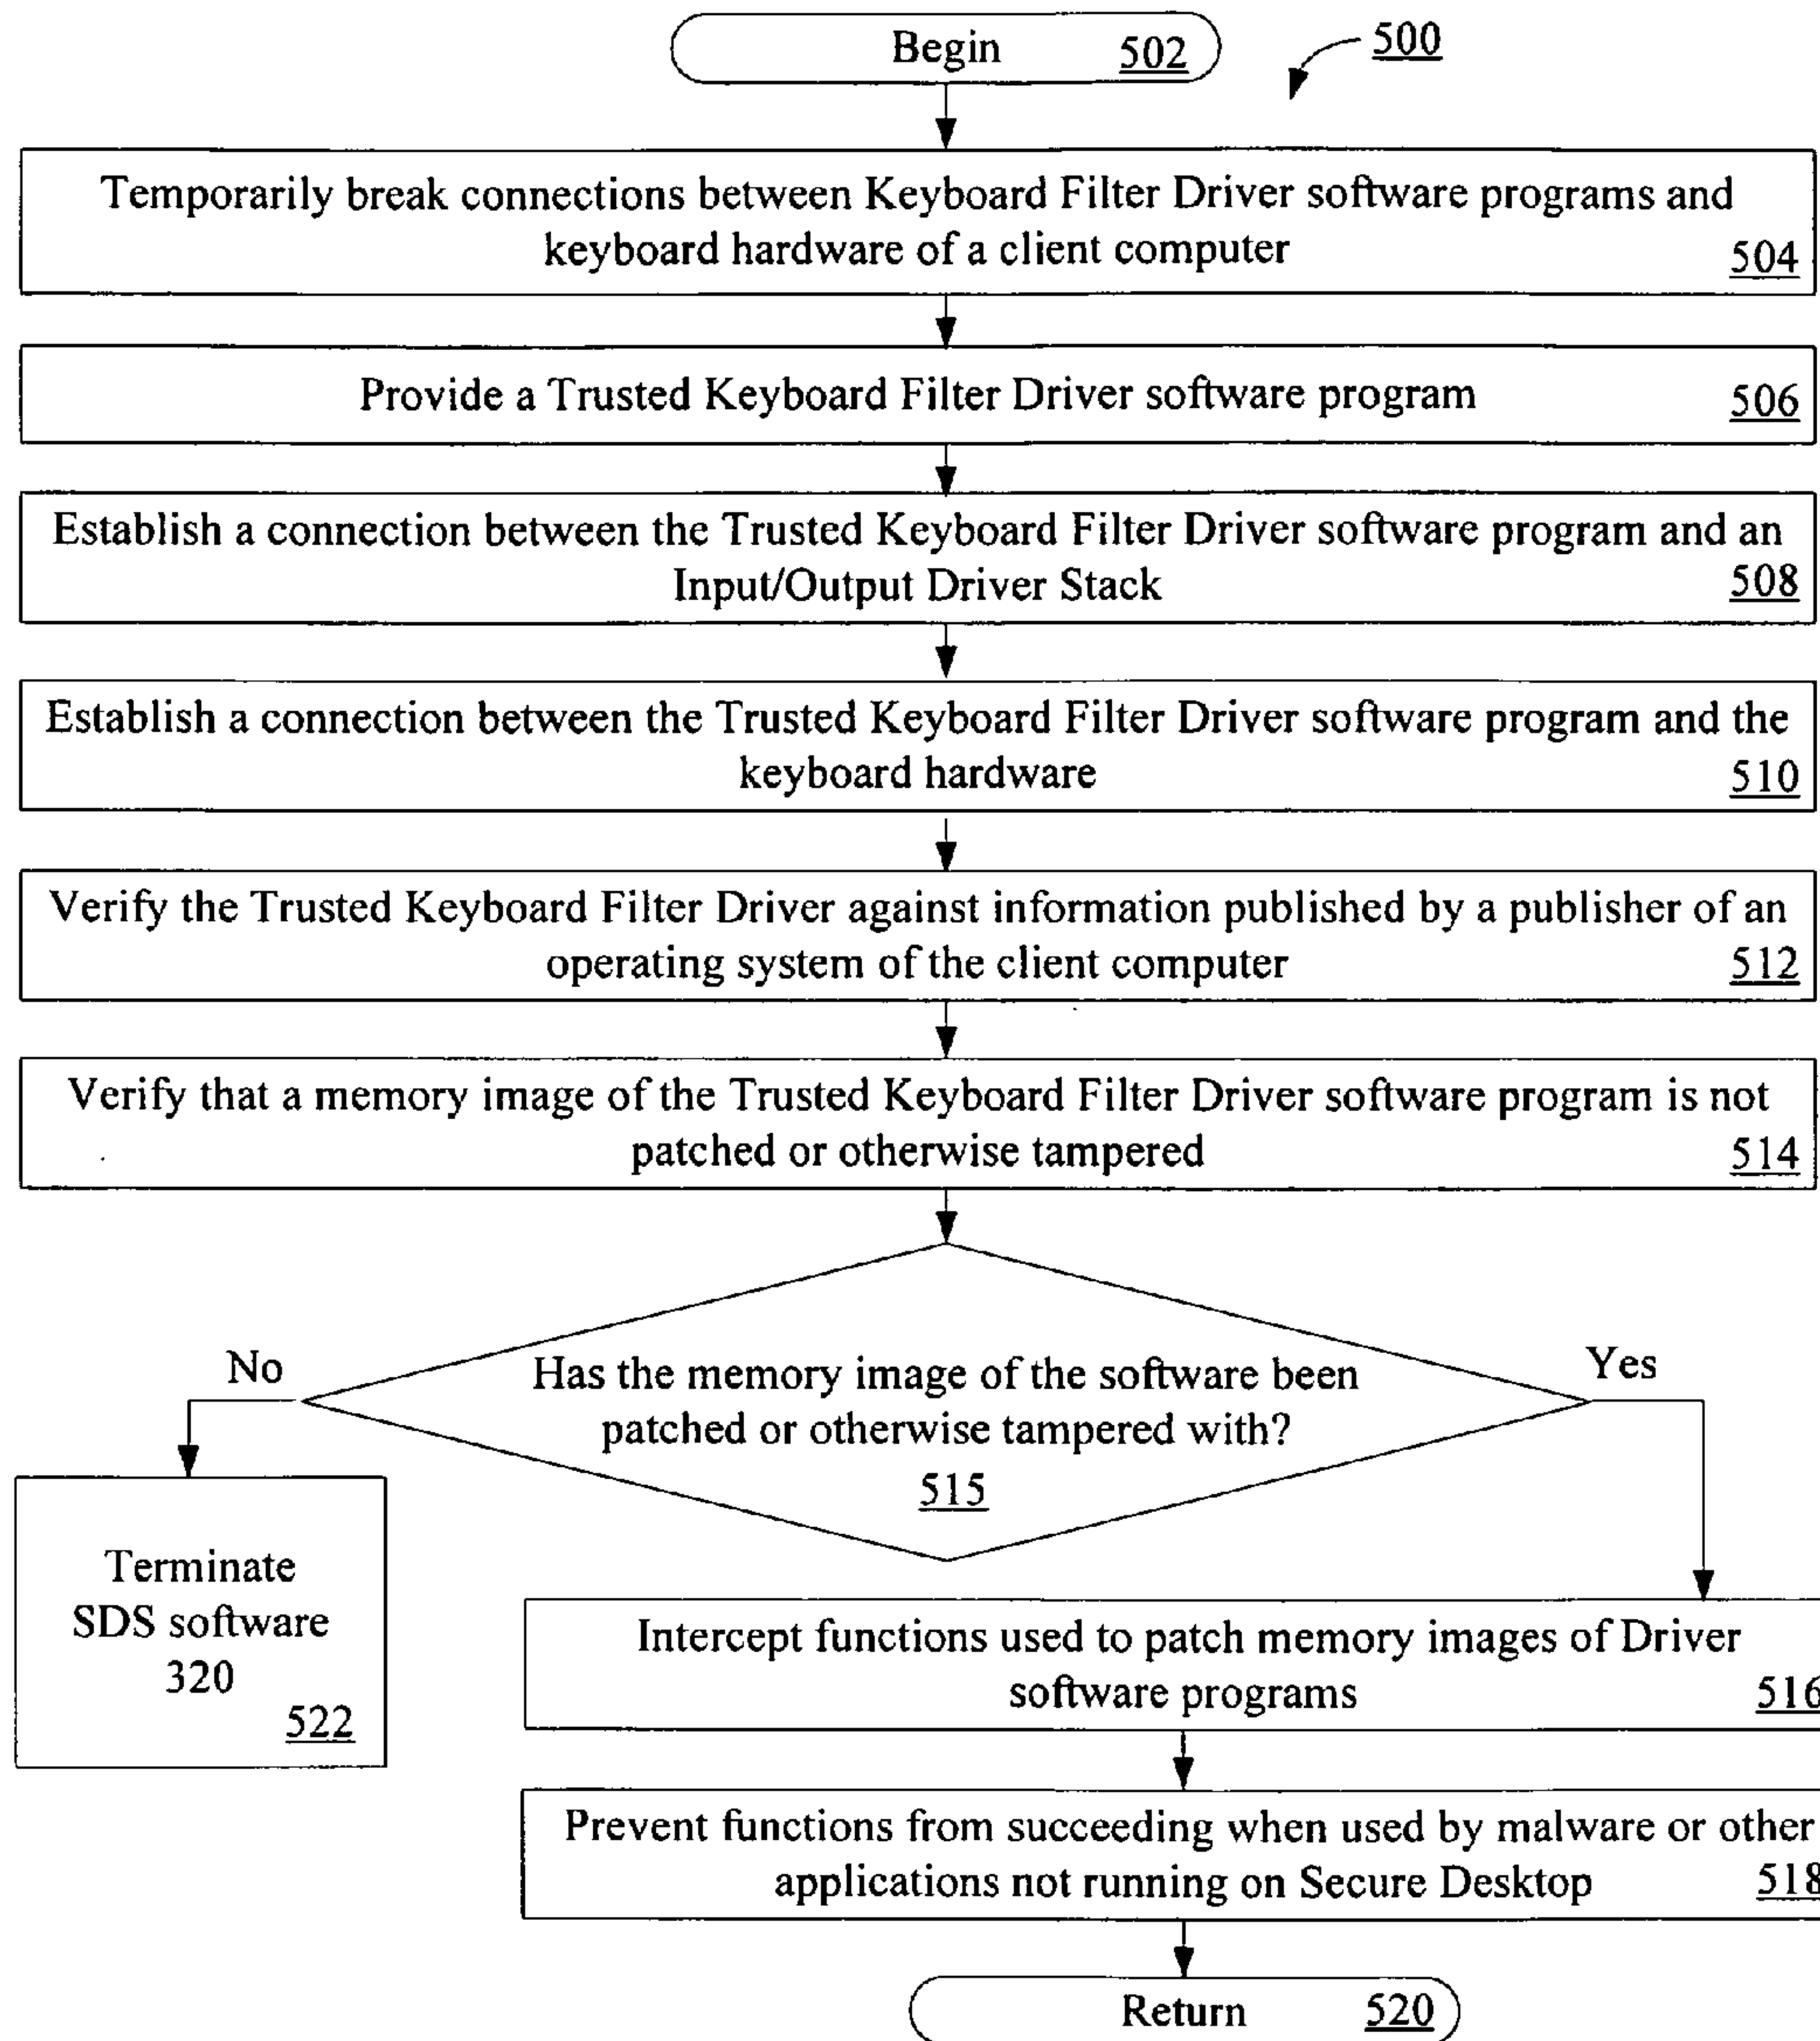 Begin 502
500
Temporarily break connections between Keyboard Filter Driver software programs and
keyboard hardware of a client computer 504
Provide a Trusted Keyboard Filter Driver software program 506
Establish a connection between the Trusted Keyboard Filter Driver software program and an
Input/Output Driver Stack 508
Establish a connection between the Trusted Keyboard Filter Driver software program and the
keyboard hardware 510
Verify the Trusted Keyboard Filter Driver against information published by a publisher of an
operating system of the client computer 512
Verify that a memory image of the Trusted Keyboard Filter Driver software program is not
patched or otherwise tampered 514
No
Has the memory image of the software been
patched or otherwise tampered with?
515
Yes
Terminate
SDS software
320
522
Intercept functions used to patch memory images of Driver
software programs 516
Prevent functions from succeeding when used by malware or other
applications not running on Secure Desktop 518
Return 520